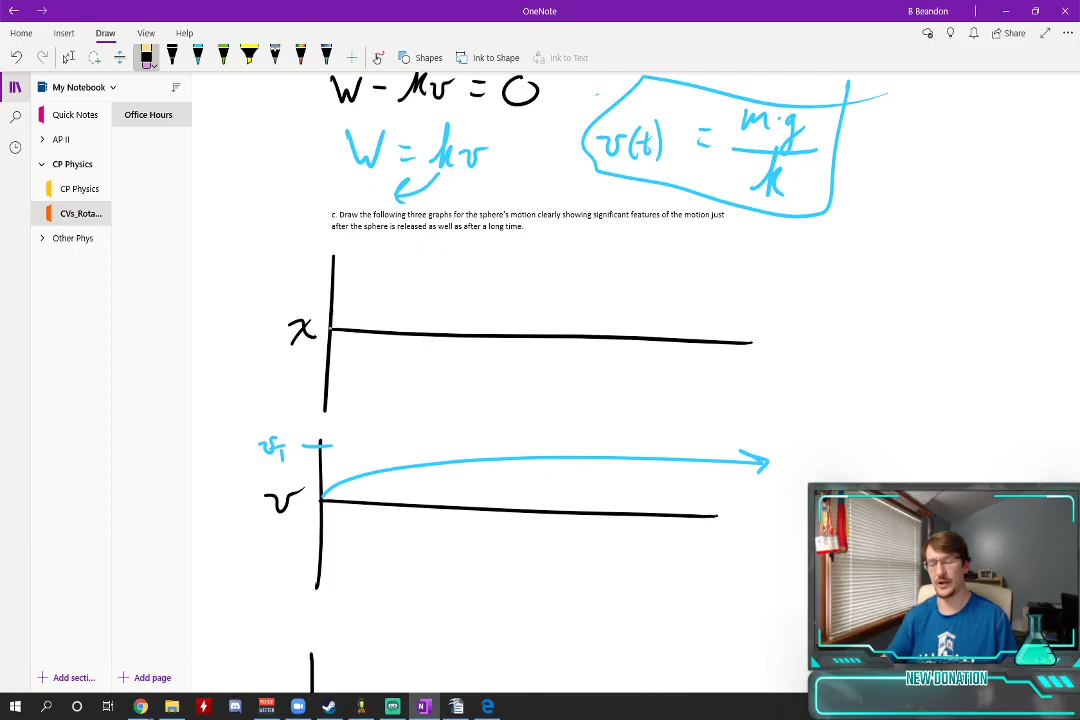 OneNote
B Beandon
Home Insert Draw View Help
Share
Shapes Ink to Shape Ink to Text
My Notebook
Quick Notes
AP II
CP Physics
CP Physics
CVs_Rota...
Other Phys
Office Hours
W - kv = 0
W = kv
v(t) = m·g / k
c. Draw the following three graphs for the sphere's motion clearly showing significant features of the motion just
after the sphere is released as well as after a long time.
x
v
Add secti...
Add page
NEW DONATION